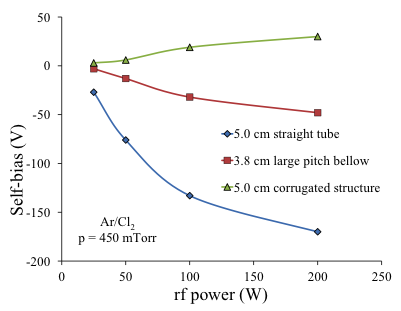 50
0
-50
-100
-150
-200
0
50
100
150
200
250
Self-bias (V)
rf power (W)
5.0 cm straight tube
3.8 cm large pitch bellow
5.0 cm corrugated structure
Ar/Cl₂
p = 450 mTorr